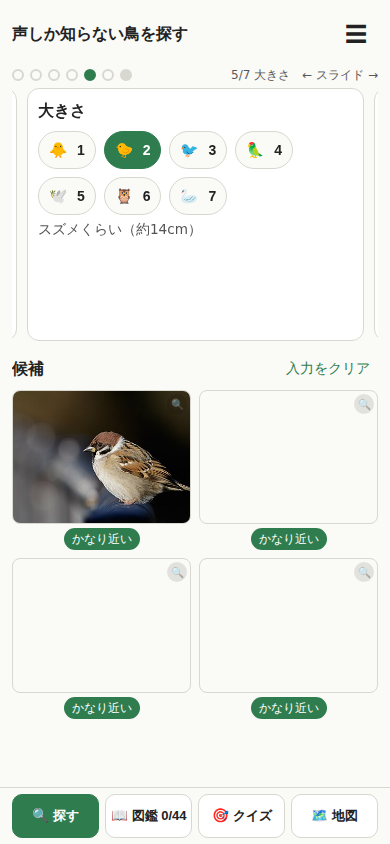 声しか知らない鳥を探す
5/7 大きさ ← スライド →
大きさ
1 2 3 4
5 6 7
スズメくらい（約14cm）
候補 入力をクリア
かなり近い かなり近い
かなり近い かなり近い
探す 図鑑 0/44 クイズ 地図